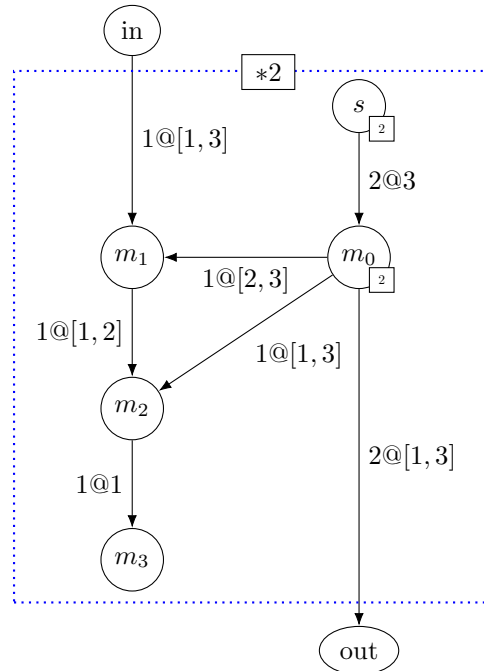 in
*2
s
2
1@[1, 3]
2@3
m₁
m₀
2
1@[2, 3]
1@[1, 2]
1@[1, 3]
m₂
2@[1, 3]
1@1
m₃
out